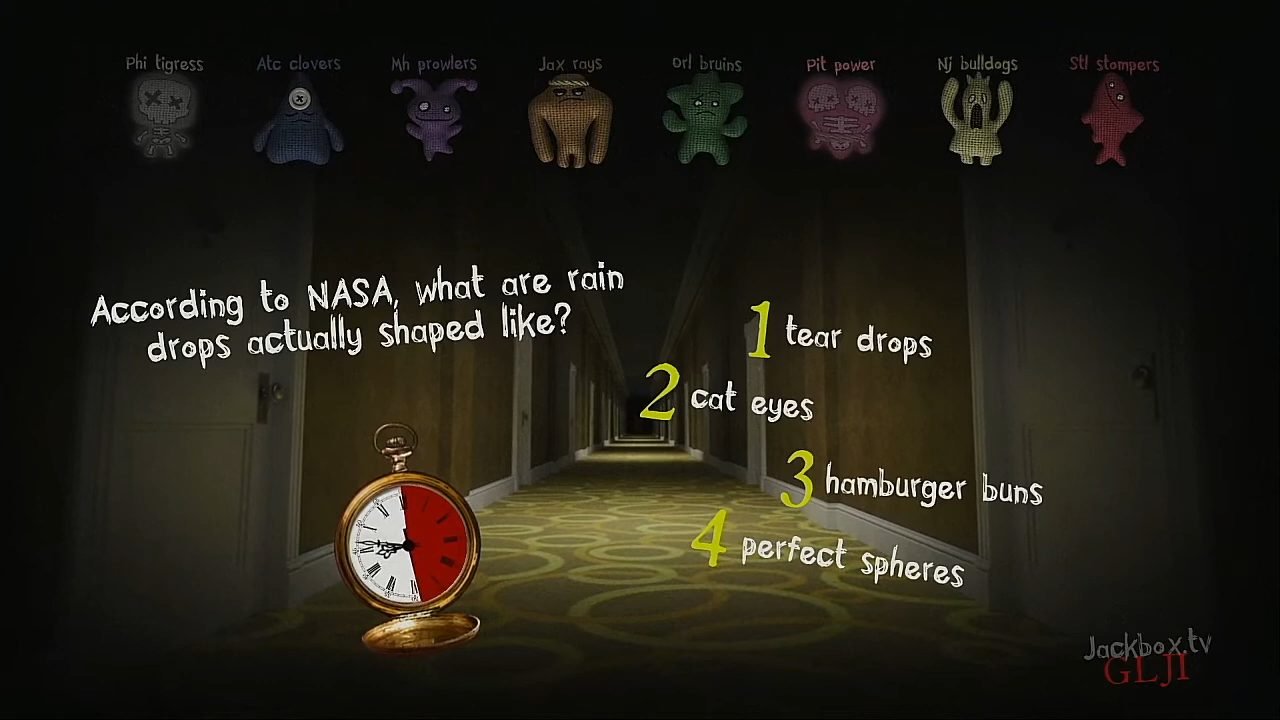 Phi tigress Atc clovers Mh prowlers Jax rays Orl bruins Pit power Nj bulldogs Stl stompers
According to NASA, what are rain
drops actually shaped like?
1 tear drops
2 cat eyes
3 hamburger buns
4 perfect spheres
Jackbox.tv
GLJI